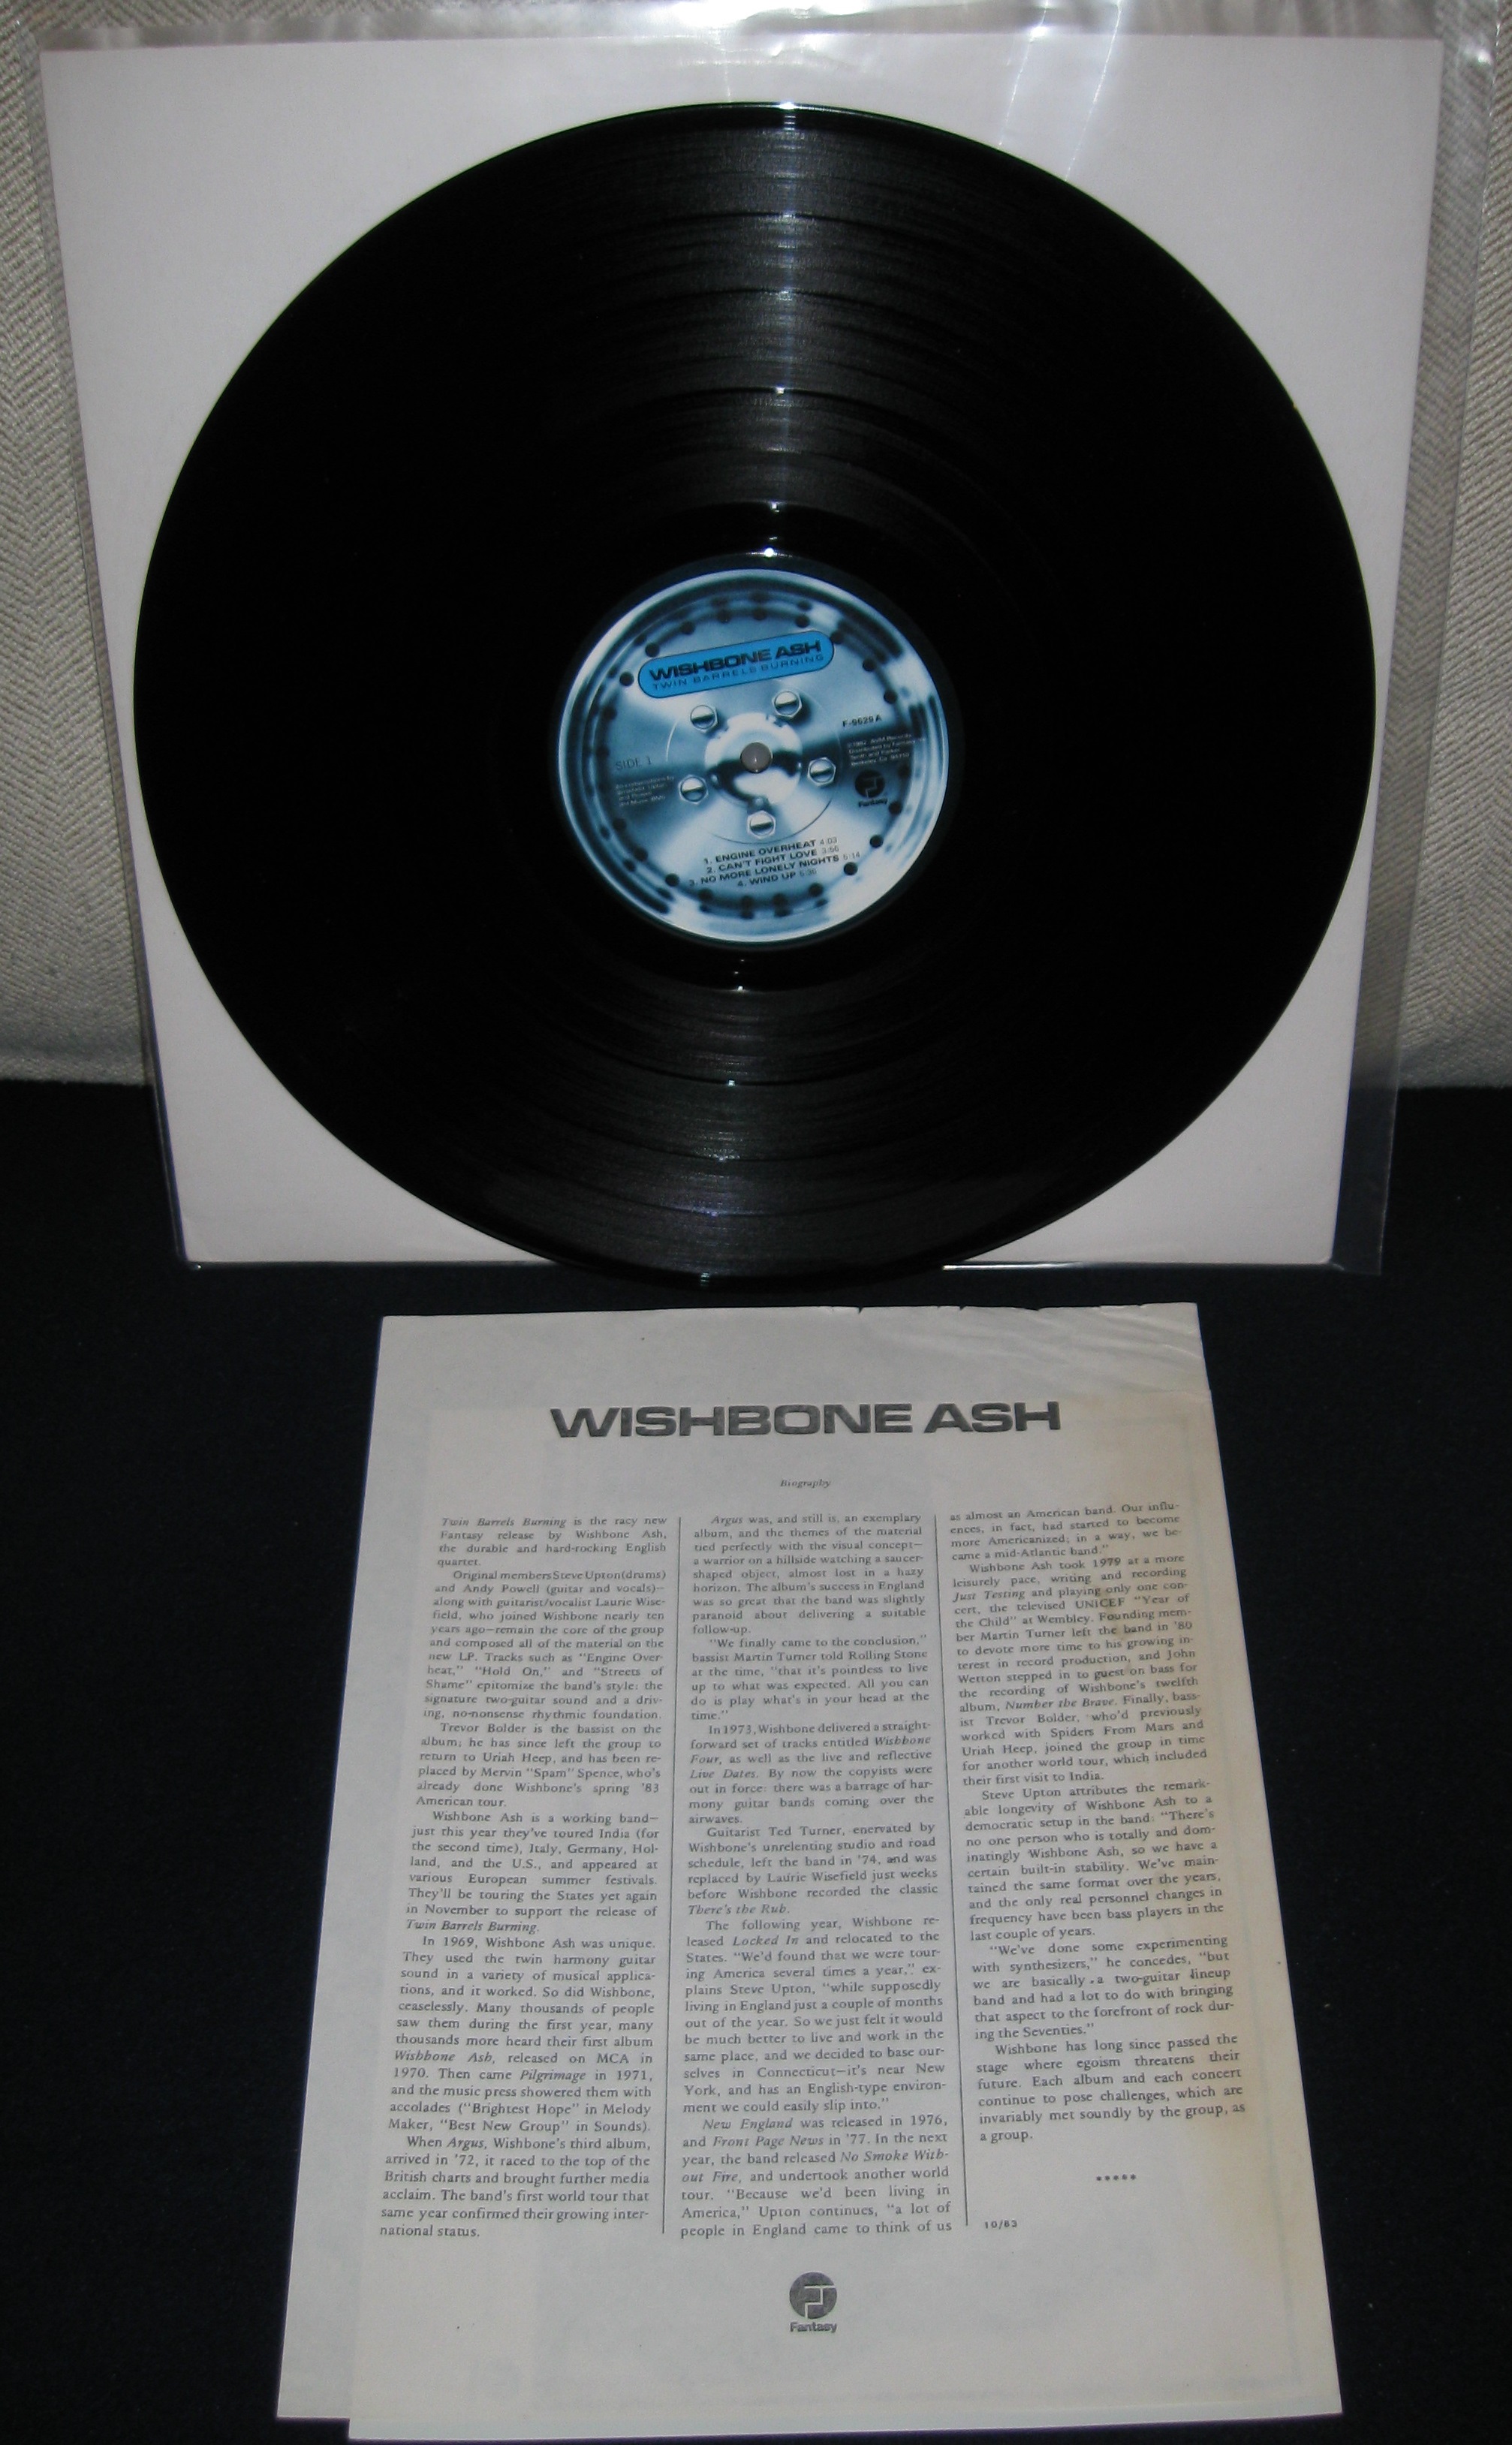 WISHBONE ASH
TWIN BARRELS BURNING
F-9629 A
SIDE 1
Fantasy
1. ENGINE OVERHEAT 4:03
2. CAN'T FIGHT LOVE 3:56
3. NO MORE LONELY NIGHTS 5:14
4. WIND UP
WISHBONE ASH
Biography
Twin Barrels Burning is the racy new
Fantasy release by Wishbone Ash,
the durable and hard-rocking English
quartet.
Original members Steve Upton (drums)
and Andy Powell (guitar and vocals)—
along with guitarist/vocalist Laurie Wise-
field, who joined Wishbone nearly ten
years ago—remain the core of the group
and composed all of the material on the
new LP. Tracks such as "Engine Over-
heat," "Hold On," and "Streets of
Shame" epitomize the band's style: the
signature two-guitar sound and a driv-
ing, no-nonsense rhythmic foundation.
Trevor Bolder is the bassist on the
album; he has since left the group to
return to Uriah Heep, and has been re-
placed by Mervin "Spam" Spence, who's
already done Wishbone's spring '83
American tour.
Wishbone Ash is a working band—
just this year they've toured India (for
the second time), Italy, Germany, Hol-
land, and the U.S., and appeared at
various European summer festivals.
They'll be touring the States yet again
in November to support the release of
Twin Barrels Burning.
In 1969, Wishbone Ash was unique.
They used the twin harmony guitar
sound in a variety of musical applica-
tions, and it worked. So did Wishbone,
ceaselessly. Many thousands of people
saw them during the first year, many
thousands more heard their first album
Wishbone Ash, released on MCA in
1970. Then came Pilgrimage in 1971,
and the music press showered them with
accolades ("Brightest Hope" in Melody
Maker, "Best New Group" in Sounds).
When Argus, Wishbone's third album,
arrived in '72, it raced to the top of the
British charts and brought further media
acclaim. The band's first world tour that
same year confirmed their growing inter-
national status.
Argus was, and still is, an exemplary
album, and the themes of the material
tied perfectly with the visual concept—
a warrior on a hillside watching a saucer-
shaped object, almost lost in a hazy
horizon. The album's success in England
was so great that the band was slightly
paranoid about delivering a suitable
follow-up.
"We finally came to the conclusion,"
bassist Martin Turner told Rolling Stone
at the time, "that it's pointless to live
up to what was expected. All you can
do is play what's in your head at the
time."
In 1973, Wishbone delivered a straight-
forward set of tracks entitled Wishbone
Four, as well as the live and reflective
Live Dates. By now the copyists were
out in force: there was a barrage of har-
mony guitar bands coming over the
airwaves.
Guitarist Ted Turner, enervated by
Wishbone's unrelenting studio and road
schedule, left the band in '74, and was
replaced by Laurie Wisefield just weeks
before Wishbone recorded the classic
There's the Rub.
The following year, Wishbone re-
leased Locked In and relocated to the
States. "We'd found that we were tour-
ing America several times a year," ex-
plains Steve Upton, "while supposedly
living in England just a couple of months
out of the year. So we just felt it would
be much better to live and work in the
same place, and we decided to base our-
selves in Connecticut—it's near New
York, and has an English-type environ-
ment we could easily slip into."
New England was released in 1976,
and Front Page News in '77. In the next
year, the band released No Smoke With-
out Fire, and undertook another world
tour. "Because we'd been living in
America," Upton continues, "a lot of
people in England came to think of us
as almost an American band. Our influ-
ences, in fact, had started to become
more Americanized; in a way, we be-
came a mid-Atlantic band."
Wishbone Ash took 1979 at a more
leisurely pace, writing and recording
Just Testing and playing only one con-
cert, the televised UNICEF "Year of
the Child" at Wembley. Founding mem-
ber Martin Turner left the band in '80
to devote more time to his growing in-
terest in record production, and John
Wetton stepped in to guest on bass for
the recording of Wishbone's twelfth
album, Number the Brave. Finally, bass-
ist Trevor Bolder, who'd previously
worked with Spiders From Mars and
Uriah Heep, joined the group in time
for another world tour, which included
their first visit to India.
Steve Upton attributes the remark-
able longevity of Wishbone Ash to a
democratic setup in the band: "There's
no one person who is totally and dom-
inatingly Wishbone Ash, so we have a
certain built-in stability. We've main-
tained the same format over the years,
and the only real personnel changes in
frequency have been bass players in the
last couple of years.
"We've done some experimenting
with synthesizers," he concedes, "but
we are basically a two-guitar lineup
band and had a lot to do with bringing
that aspect to the forefront of rock dur-
ing the Seventies."
Wishbone has long since passed the
stage where egoism threatens their
future. Each album and each concert
continue to pose challenges, which are
invariably met soundly by the group, as
a group.
*****
10/83
Fantasy